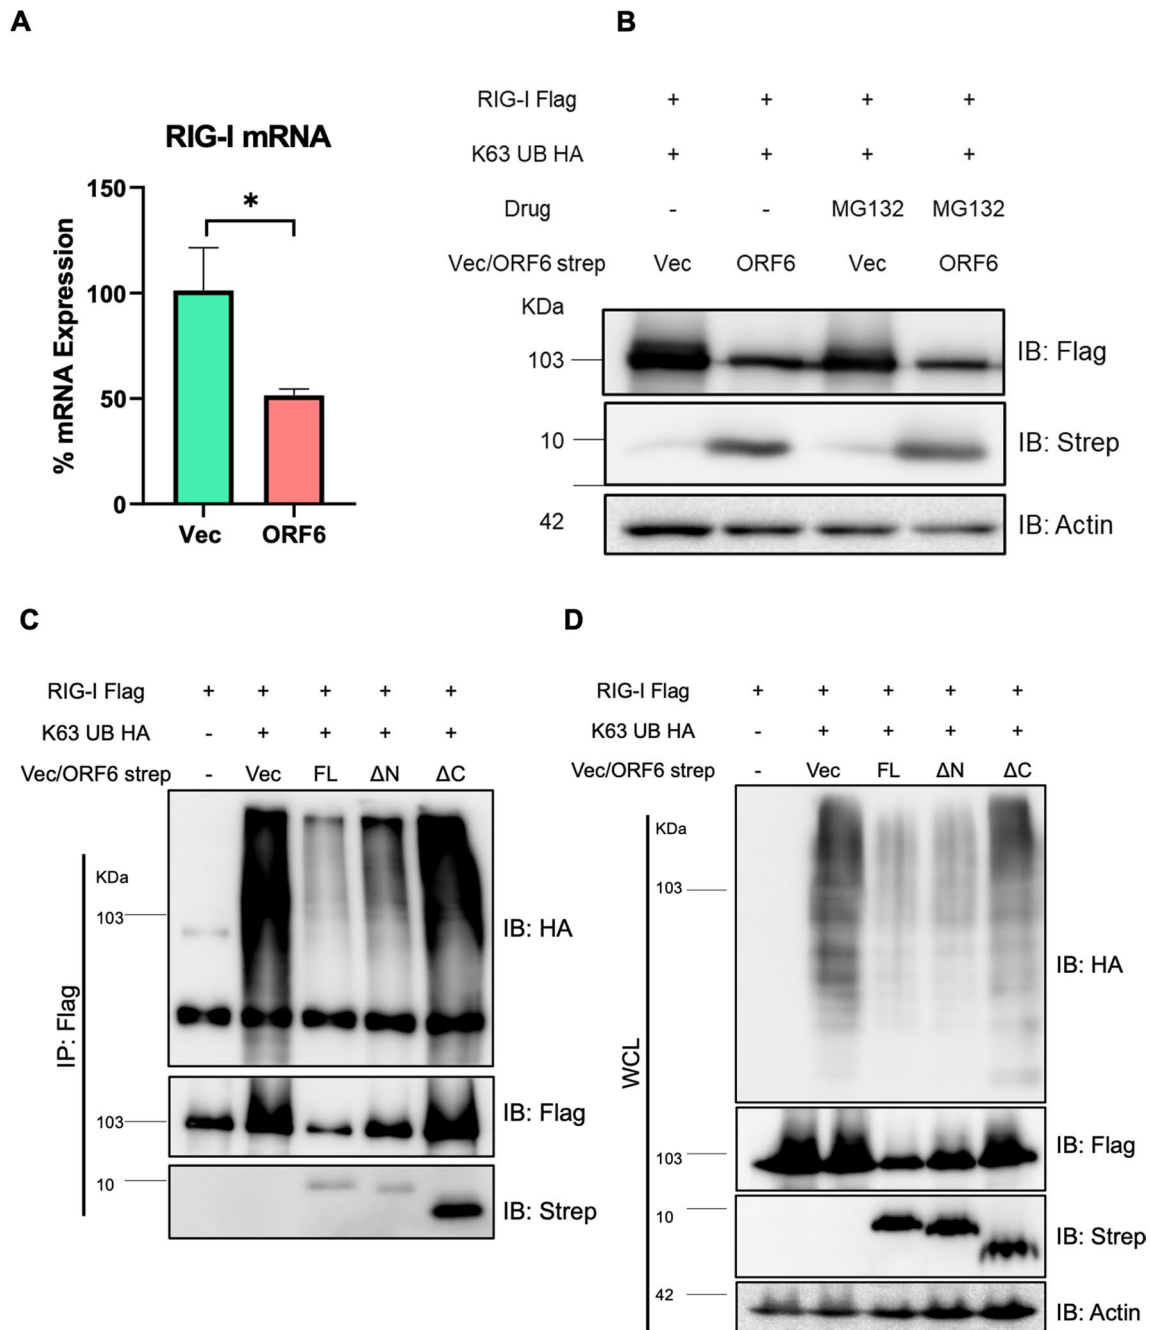 A
RIG-I mRNA
*
150
100
50
0
% mRNA Expression
Vec ORF6
B
RIG-I Flag + + + +
K63 UB HA + + + +
Drug - - MG132 MG132
Vec/ORF6 strep Vec ORF6 Vec ORF6
KDa
103 IB: Flag
10 IB: Strep
42 IB: Actin
C
RIG-I Flag + + + + +
K63 UB HA - + + + +
Vec/ORF6 strep - Vec FL ΔN ΔC
IP: Flag
KDa
103
IB: HA
103 IB: Flag
10 IB: Strep
D
RIG-I Flag + + + + +
K63 UB HA - + + + +
Vec/ORF6 strep - Vec FL ΔN ΔC
WCL
KDa
103
IB: HA
103 IB: Flag
10 IB: Strep
42 IB: Actin